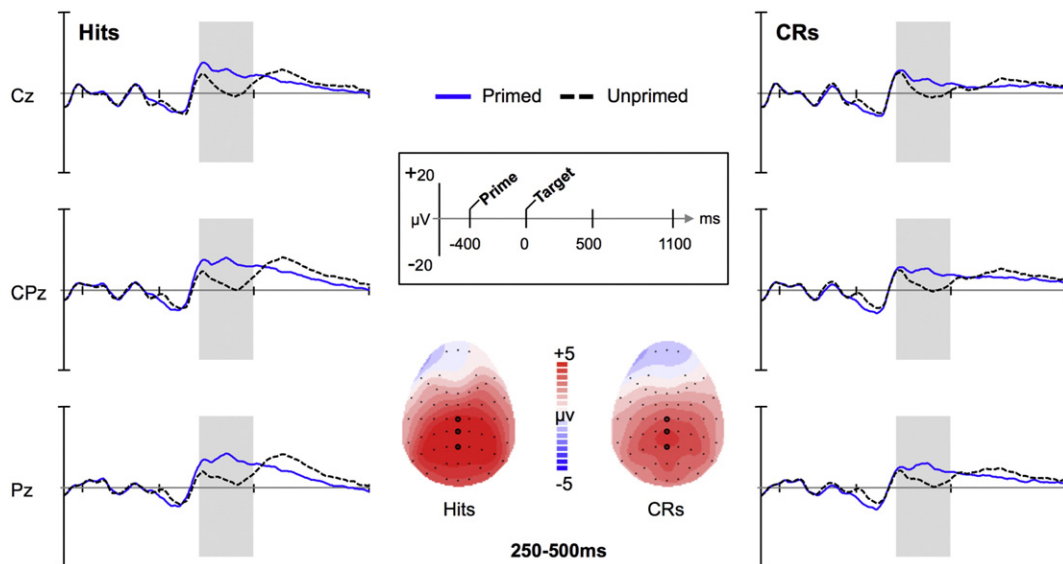 Hits
CRs
Cz
Primed
Unprimed
+20
Prime
Target
µV
ms
-400
0
500
1100
-20
CPz
+5
µv
-5
Pz
Hits
CRs
250-500ms